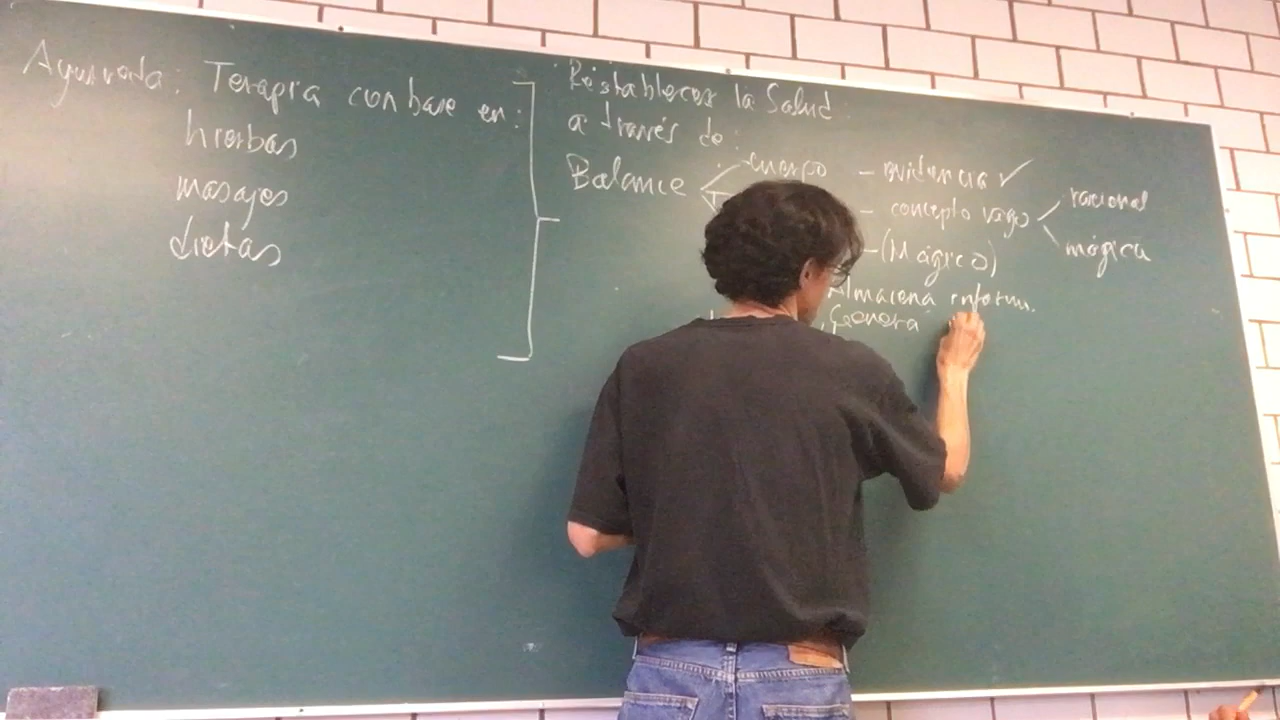 Ayurveda: Terapia con base en:
hierbas
masajes
dietas
Restablecer la Salud
a través de:
Balance
cuerpo - evidencia ✓
- concepto vago
racional
mágica
- (Mágico)
Almacena inform.
Genera